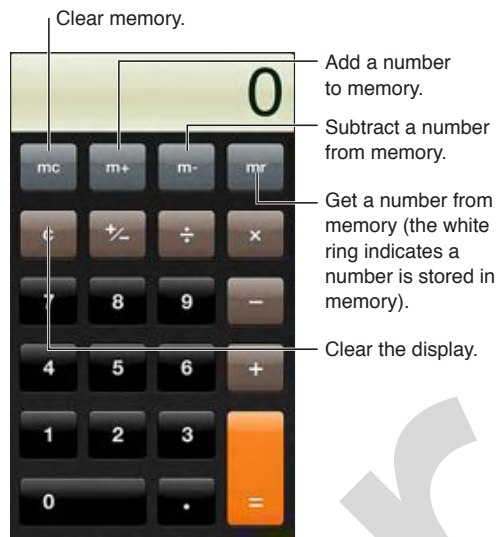 Clear memory.
0
Add a number
to memory.
Subtract a number
from memory.
mc m+ m- mr
Get a number from
memory (the white
ring indicates a
number is stored in
memory).
c +/− ÷ ×
7 8 9 −
Clear the display.
4 5 6 +
1 2 3
0 . =
r